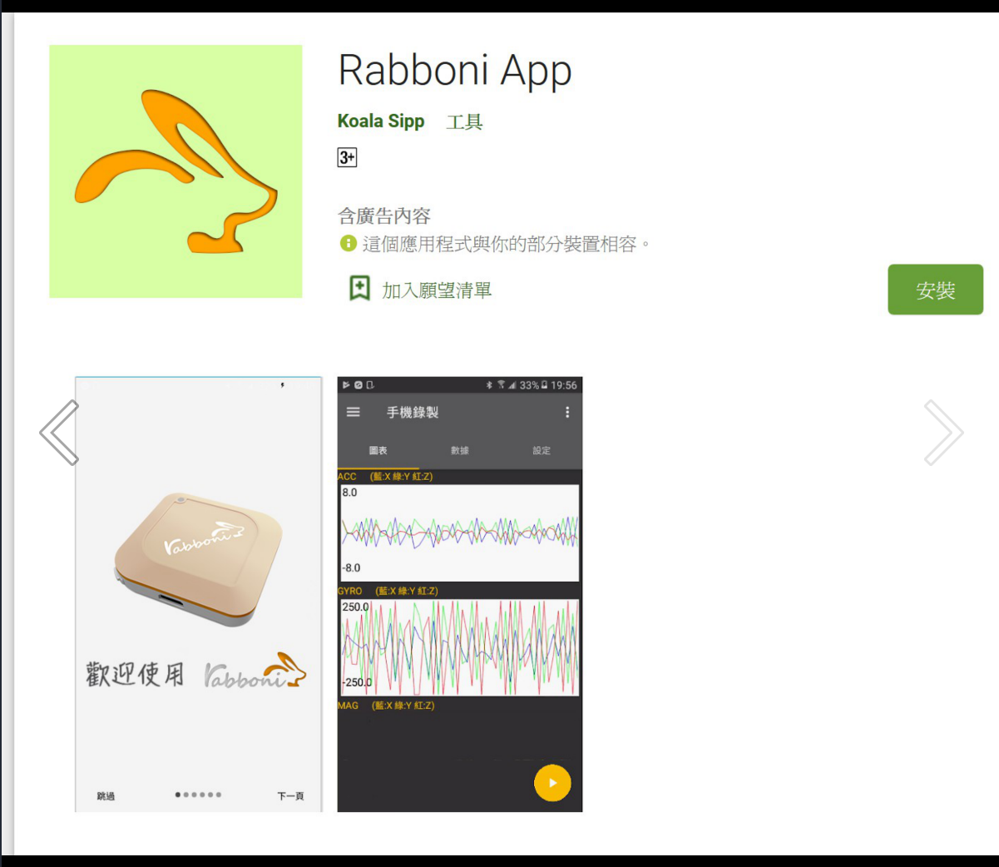 Rabboni App
Koala Sipp 工具
3+
含廣告內容
這個應用程式與你的部分裝置相容。
加入願望清單
安裝
rabboni
歡迎使用 rabboni
跳過 下一頁
33% 19:56
手機錄製
圖表 數據 設定
ACC (藍:X 綠:Y 紅:Z)
8.0
-8.0
GYRO (藍:X 綠:Y 紅:Z)
250.0
-250.0
MAG (藍:X 綠:Y 紅:Z)